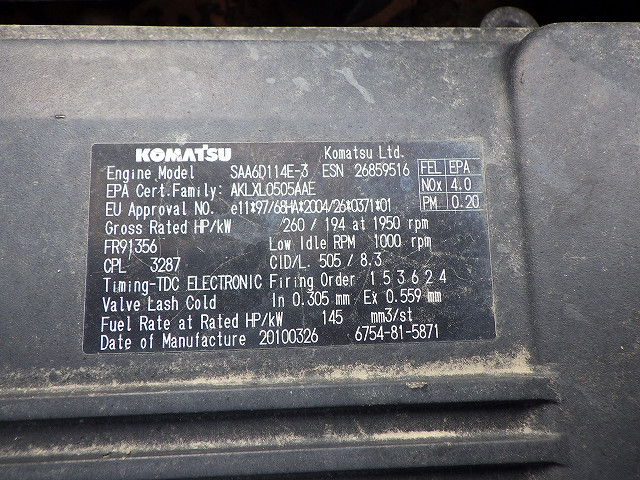 KOMATSU Komatsu Ltd.
Engine Model SAA6D114E-3 ESN 26859516
FEL EPA
NOx 4.0
PM 0.20
EPA Cert.Family: AKLXL0505AAE
EU Approval NO. e11*97/68HA*2004/26*0371*01
Gross Rated HP/kW 260 / 194 at 1950 rpm
FR91356 Low Idle RPM 1000 rpm
CPL 3287 CID/L. 505 / 8.3
Timing-TDC ELECTRONIC Firing Order 1 5 3 6 2 4
Valve Lash Cold In 0.305 mm Ex 0.559 mm
Fuel Rate at Rated HP/kW 145 mm3/st
Date of Manufacture 20100326 6754-81-5871